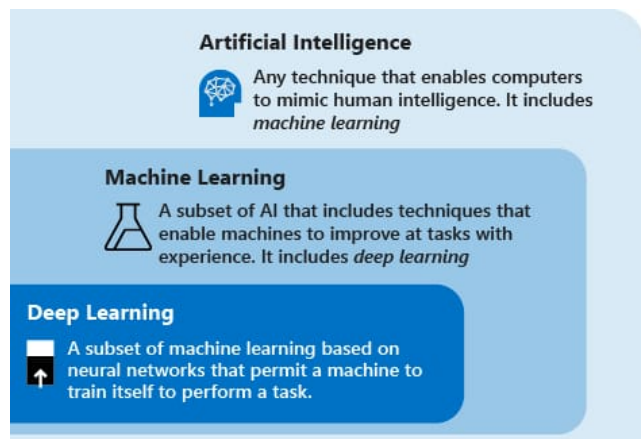 Artificial Intelligence
Any technique that enables computers
to mimic human intelligence. It includes
machine learning
Machine Learning
A subset of AI that includes techniques that
enable machines to improve at tasks with
experience. It includes deep learning
Deep Learning
A subset of machine learning based on
neural networks that permit a machine to
train itself to perform a task.